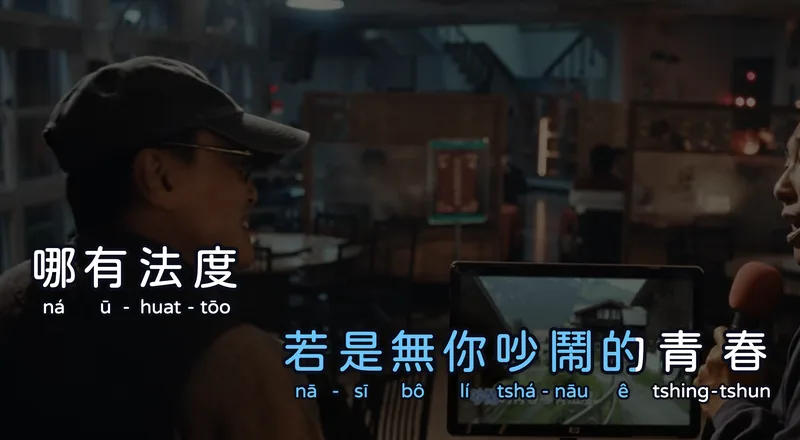 哪有法度
ná ū - huat - tōo
若是無你吵鬧的青春
nā - sī bô lí tshá - nāu ê tshing-tshun